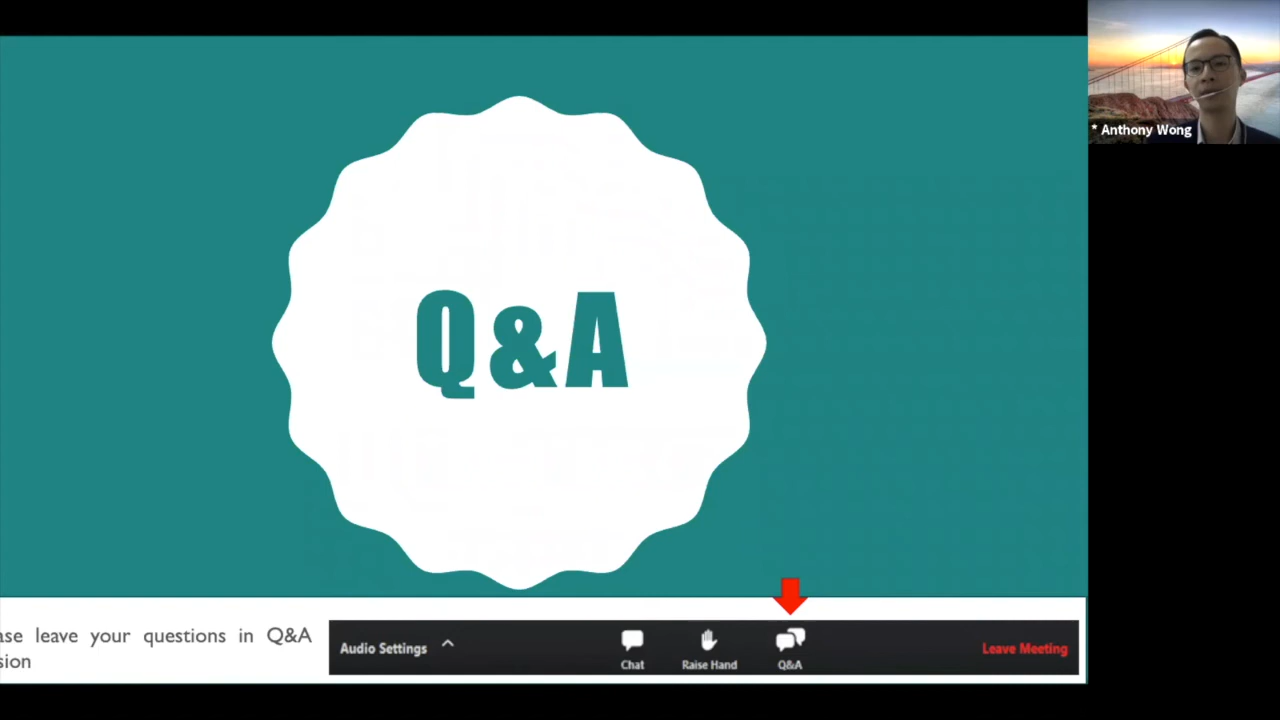 * Anthony Wong
Q&A
ase leave your questions in Q&A
sion
Audio Settings
Chat
Raise Hand
Q&A
Leave Meeting